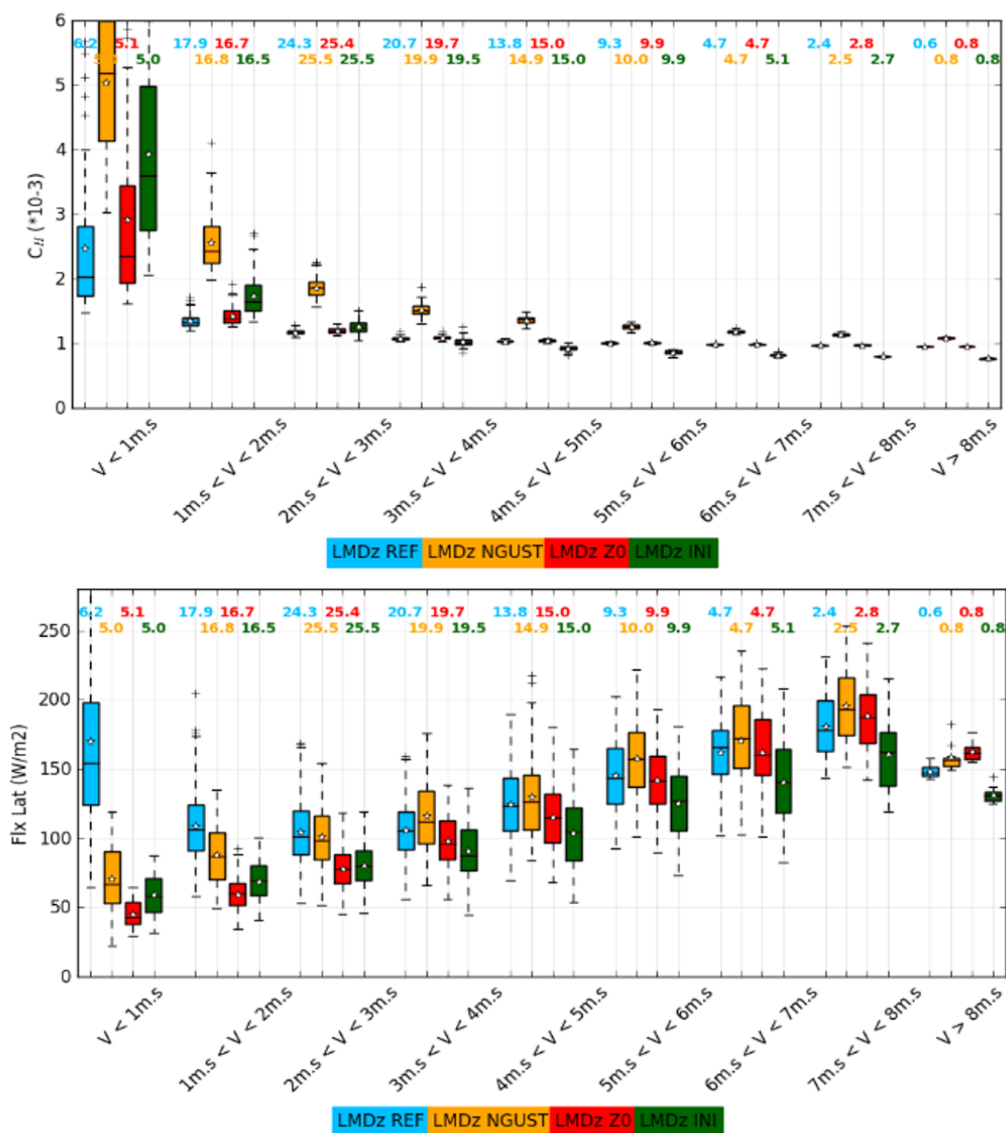 6
6.2 5.1 17.9 16.7 24.3 25.4 20.7 19.7 13.8 15.0 9.3 9.9 4.7 4.7 2.4 2.8 0.6 0.8
5.0 16.8 16.5 25.5 25.5 19.9 19.5 14.9 15.0 10.0 9.9 4.7 5.1 2.5 2.7 0.8 0.8
5
4
C_H (*10-3)
3
2
1
0
V < 1m.s
1m.s < V < 2m.s
2m.s < V < 3m.s
3m.s < V < 4m.s
4m.s < V < 5m.s
5m.s < V < 6m.s
6m.s < V < 7m.s
7m.s < V < 8m.s
V > 8m.s
LMDz REF LMDz NGUST LMDz Z0 LMDz INI
6.2 5.1 17.9 16.7 24.3 25.4 20.7 19.7 13.8 15.0 9.3 9.9 4.7 4.7 2.4 2.8 0.6 0.8
5.0 5.0 16.8 16.5 25.5 25.5 19.9 19.5 14.9 15.0 10.0 9.9 4.7 5.1 2.5 2.7 0.8 0.8
250
200
Flx Lat (W/m2)
150
100
50
0
V < 1m.s
1m.s < V < 2m.s
2m.s < V < 3m.s
3m.s < V < 4m.s
4m.s < V < 5m.s
5m.s < V < 6m.s
6m.s < V < 7m.s
7m.s < V < 8m.s
V > 8m.s
LMDz REF LMDz NGUST LMDz Z0 LMDz INI